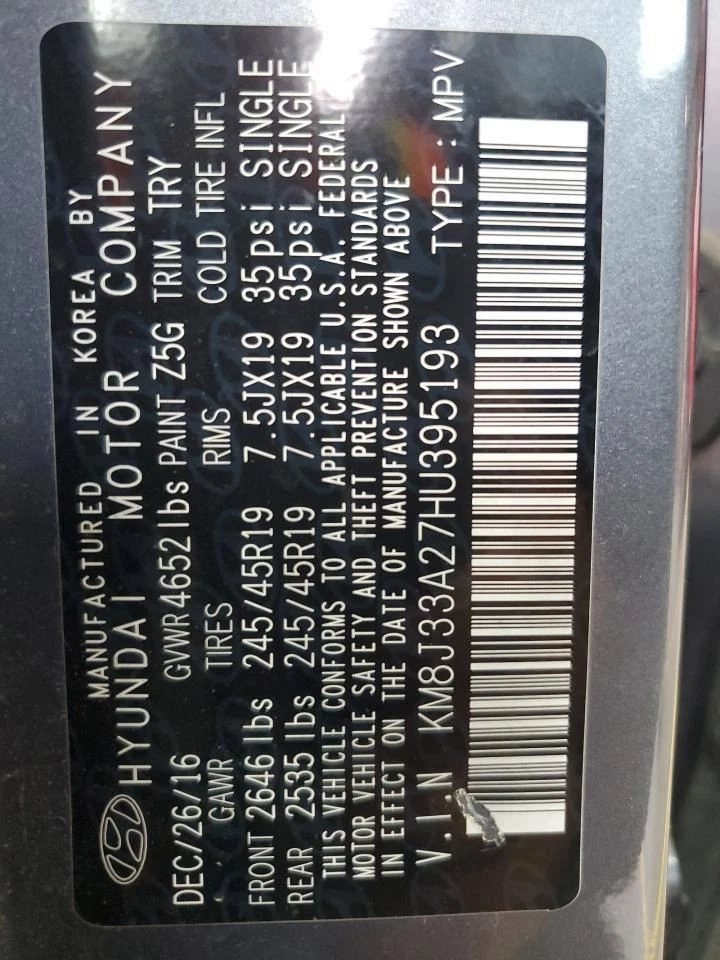 MANUFACTURED IN KOREA BY
HYUNDAI MOTOR COMPANY
DEC/26/16 GVWR 4652 lbs PAINT Z5G TRIM TRY
GAWR TIRES RIMS COLD TIRE INFL
FRONT 2646 lbs 245/45R19 7.5JX19 35psi SINGLE
REAR 2535 lbs 245/45R19 7.5JX19 35psi SINGLE
THIS VEHICLE CONFORMS TO ALL APPLICABLE U.S.A. FEDERAL
MOTOR VEHICLE SAFETY AND THEFT PREVENTION STANDARDS
IN EFFECT ON THE DATE OF MANUFACTURE SHOWN ABOVE
V.I.N KM8J33A27HU395193 TYPE : MPV